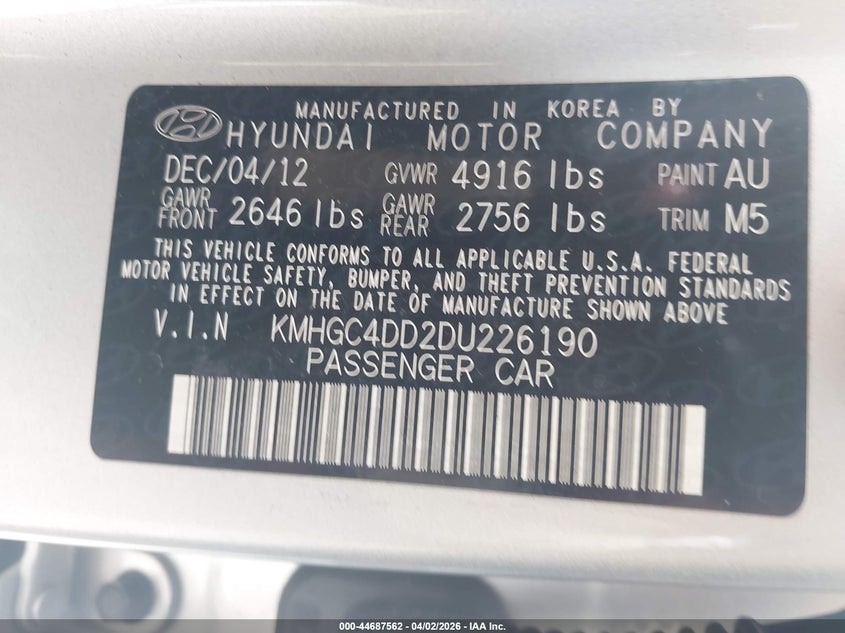 MANUFACTURED IN KOREA BY
HYUNDAI MOTOR COMPANY
DEC/04/12 GVWR 4916 lbs PAINT AU
GAWR FRONT 2646 lbs GAWR REAR 2756 lbs TRIM M5
THIS VEHICLE CONFORMS TO ALL APPLICABLE U.S.A. FEDERAL
MOTOR VEHICLE SAFETY, BUMPER, AND THEFT PREVENTION STANDARDS
IN EFFECT ON THE DATE OF MANUFACTURE SHOWN ABOVE
V.I.N KMHGC4DD2DU226190
PASSENGER CAR
000-44687562 | 04/02/2026 | IAA Inc.